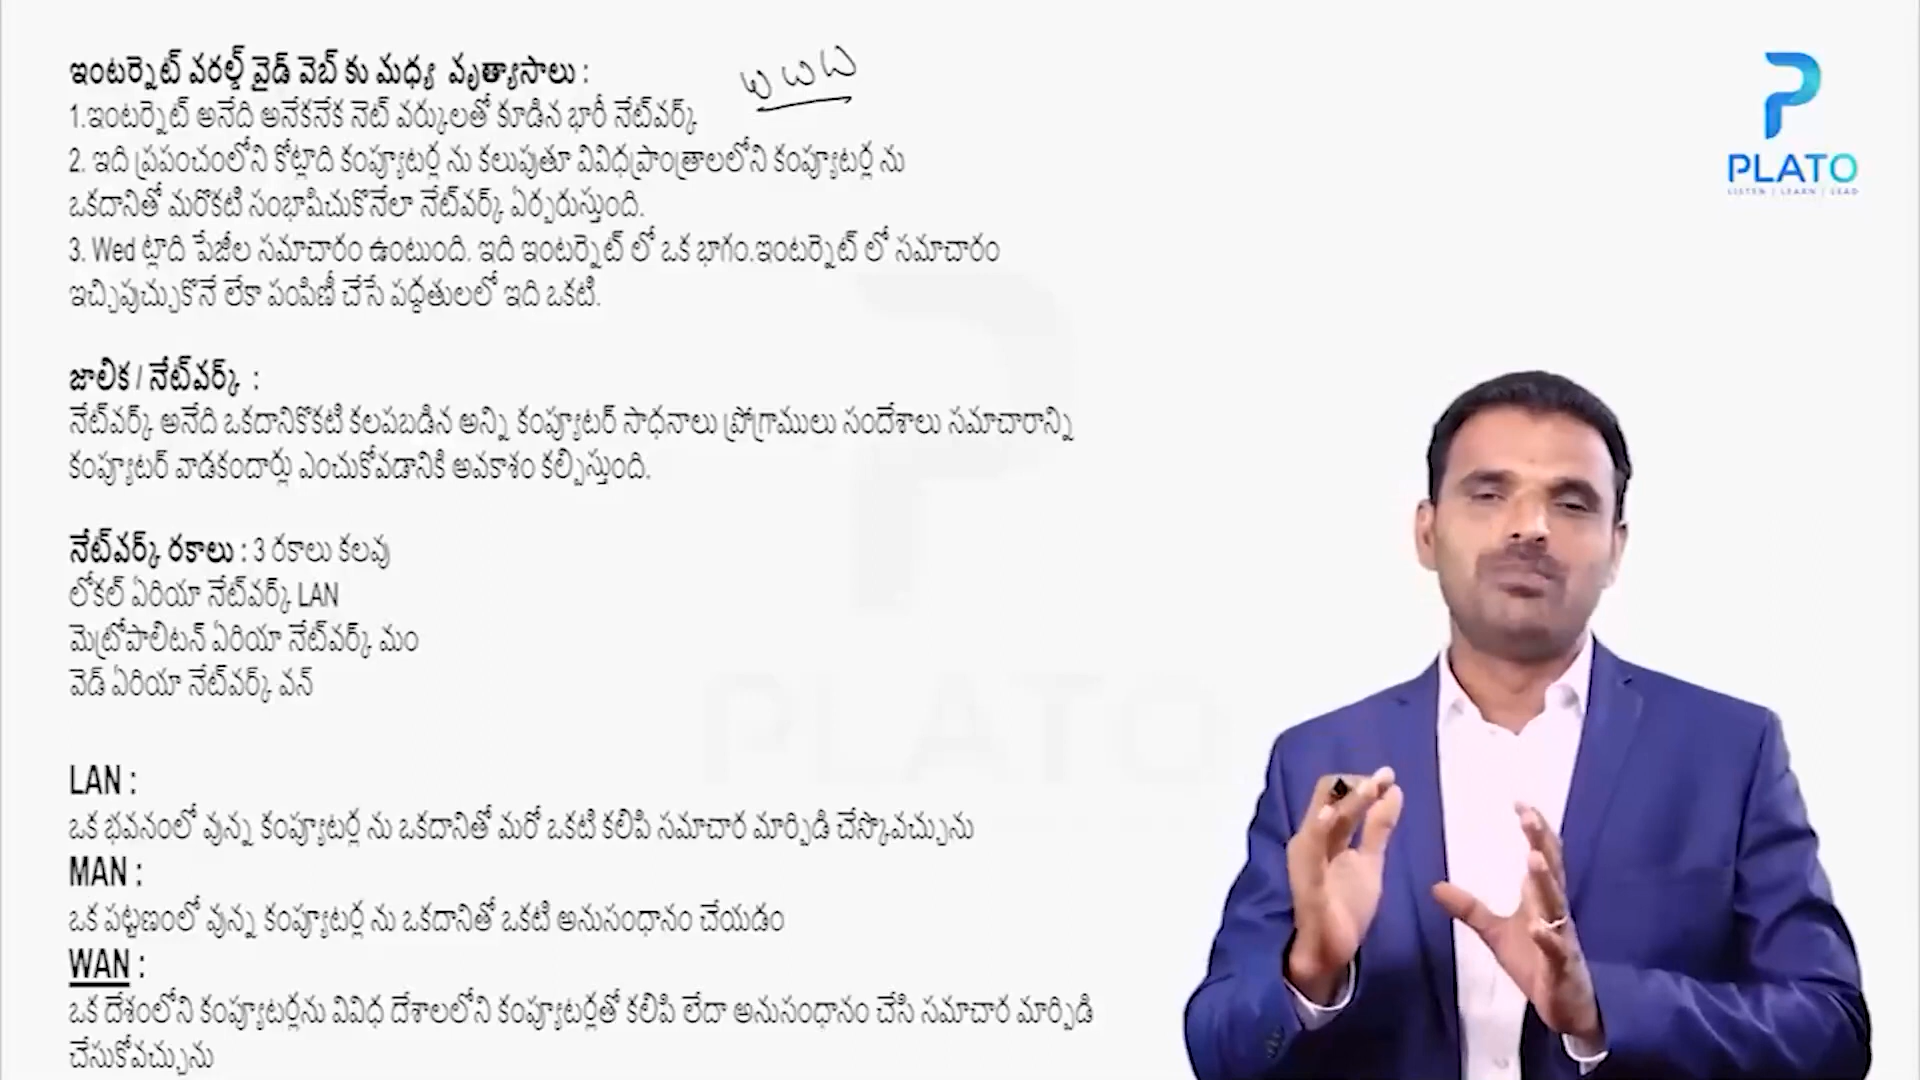 ఇంటర్నెట్ వరల్డ్ వైడ్ వెబ్ కు మధ్య వ్యత్యాసాలు :
www
1.ఇంటర్నెట్ అనేది అనేకనేక నెట్ వర్కులతో కూడిన భారీ నేట్‌వర్క్
2. ఇది ప్రపంచంలోని కోట్లాది కంప్యూటర్ల ను కలుపుతూ వివిధప్రాంత్రాలలోని కంప్యూటర్ల ను
ఒకదానితో మరొకటి సంభాషిచుకొనేలా నేట్‌వర్క్ ఏర్పరుస్తుంది.
3. Wed ట్లాది పేజీల సమాచారం ఉంటుంది. ఇది ఇంటర్నెట్ లో ఒక భాగం.ఇంటర్నెట్ లో సమాచారం
ఇచ్చిపుచ్చుకొనే లేకా పంపిణీ చేసే పద్ధతులలో ఇది ఒకటి.
జాలిక / నేట్‌వర్క్ :
నేట్‌వర్క్ అనేది ఒకదానికొకటి కలపబడిన అన్ని కంప్యూటర్ సాధనాలు ప్రోగ్రాములు సందేశాలు సమాచారాన్ని
కంప్యూటర్ వాడకందార్లు ఎంచుకోవడానికి అవకాశం కల్పిస్తుంది.
నేట్‌వర్క్ రకాలు : 3 రకాలు కలవు
లోకల్ ఏరియా నేట్‌వర్క్ LAN
మెట్రోపాలిటన్ ఏరియా నేట్‌వర్క్ మం
వెడ్ ఏరియా నేట్‌వర్క్ వన్
LAN :
ఒక భవనంలో వున్న కంప్యూటర్ల ను ఒకదానితో మరో ఒకటి కలిపి సమాచార మార్పిడి చేస్కొవచ్చును
MAN :
ఒక పట్టణంలో వున్న కంప్యూటర్ల ను ఒకదానితో ఒకటి అనుసంధానం చేయడం
WAN :
ఒక దేశంలోని కంప్యూటర్లను వివిధ దేశాలలోని కంప్యూటర్లతో కలిపి లేదా అనుసంధానం చేసి సమాచార మార్పిడి
చేసుకోవచ్చును
PLATO
LISTEN | LEARN | LEAD
PLATO